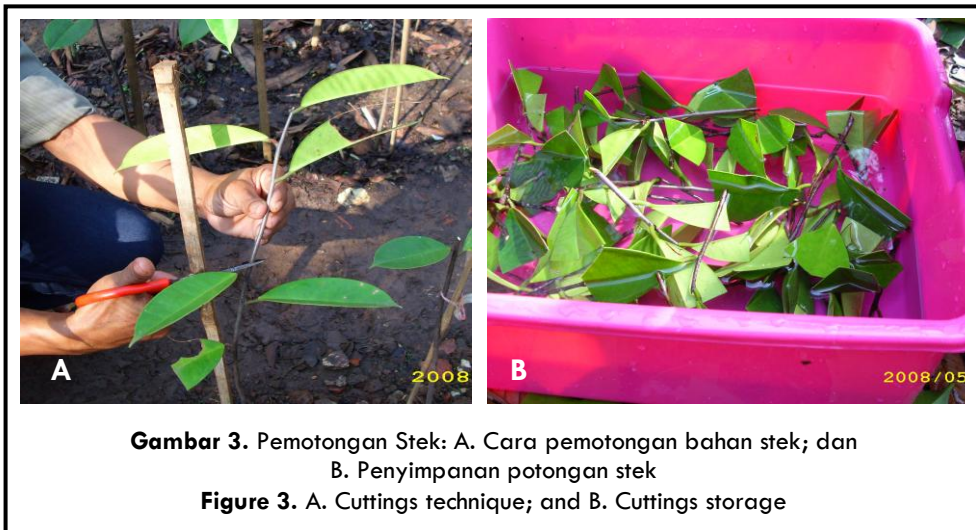 A
2008
B
2008/05
Gambar 3. Pemotongan Stek: A. Cara pemotongan bahan stek; dan
B. Penyimpanan potongan stek
Figure 3. A. Cuttings technique; and B. Cuttings storage